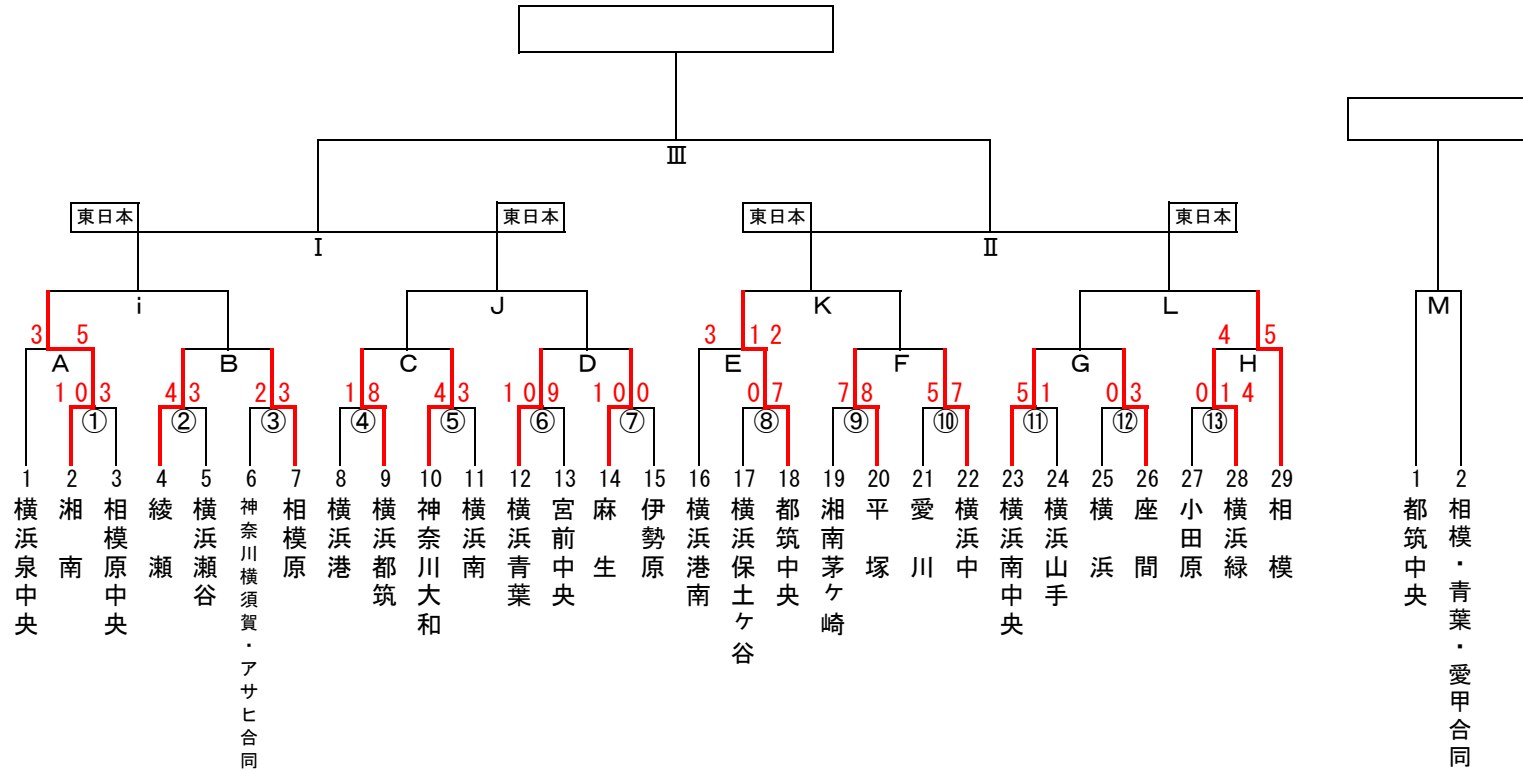 Ⅲ
東日本 東日本 東日本 東日本
Ⅰ Ⅱ
i J K L M
3 5 3 1 2 4 5
A B C D E F G H
1 0 3 4 3 2 3 1 8 4 3 1 0 9 1 0 0 0 7 7 8 5 7 5 1 0 3 0 1 4
① ② ③ ④ ⑤ ⑥ ⑦ ⑧ ⑨ ⑩ ⑪ ⑫ ⑬
1 横浜泉中央
2 湘南
3 相模原中央
4 綾瀬
5 横浜瀬谷
6 神奈川横須賀・アサヒ合同
7 相模原
8 横浜港
9 横浜都筑
10 神奈川大和
11 横浜南
12 横浜青葉
13 宮前中央
14 麻生
15 伊勢原
16 横浜港南
17 横浜保土ケ谷
18 都筑中央
19 湘南茅ケ崎
20 平塚
21 愛川
22 横浜中
23 横浜南中央
24 横浜山手
25 横浜
26 座間
27 小田原
28 横浜緑
29 相模
1 都筑中央
2 相模・青葉・愛甲合同